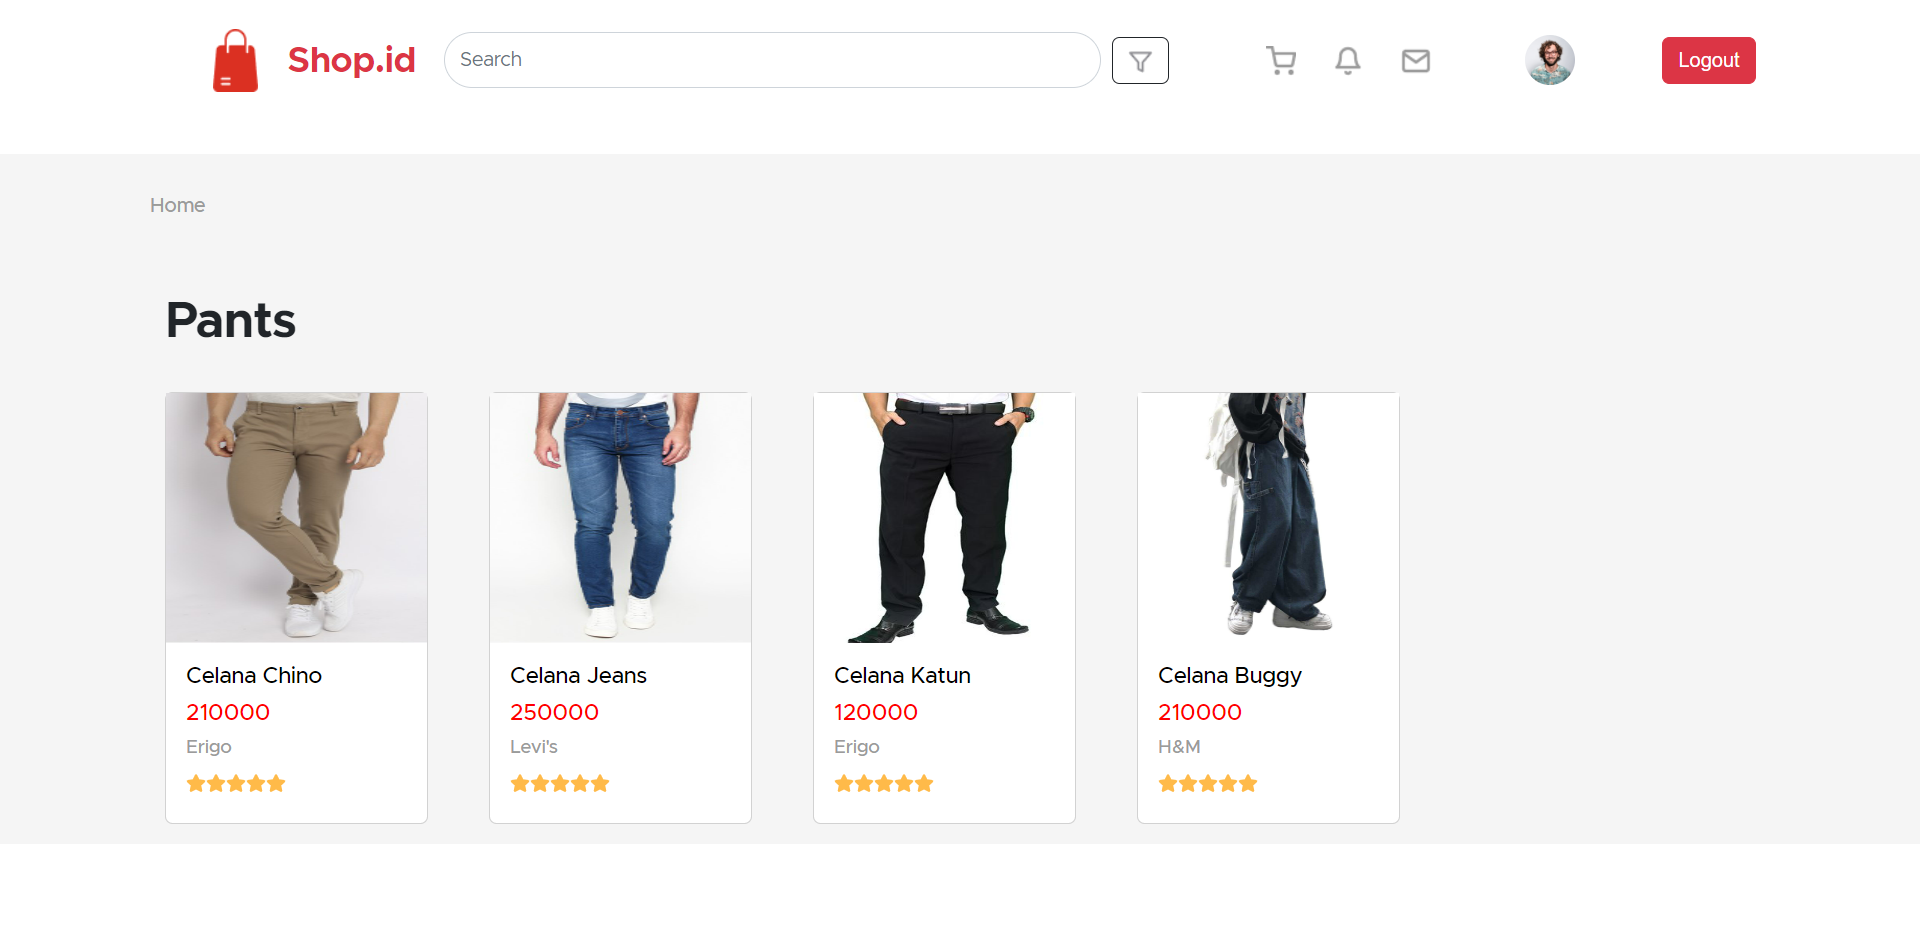 Shop.id
Search
Logout
Home
Pants
Celana Chino
210000
Erigo
Celana Jeans
250000
Levi's
Celana Katun
120000
Erigo
Celana Buggy
210000
H&M